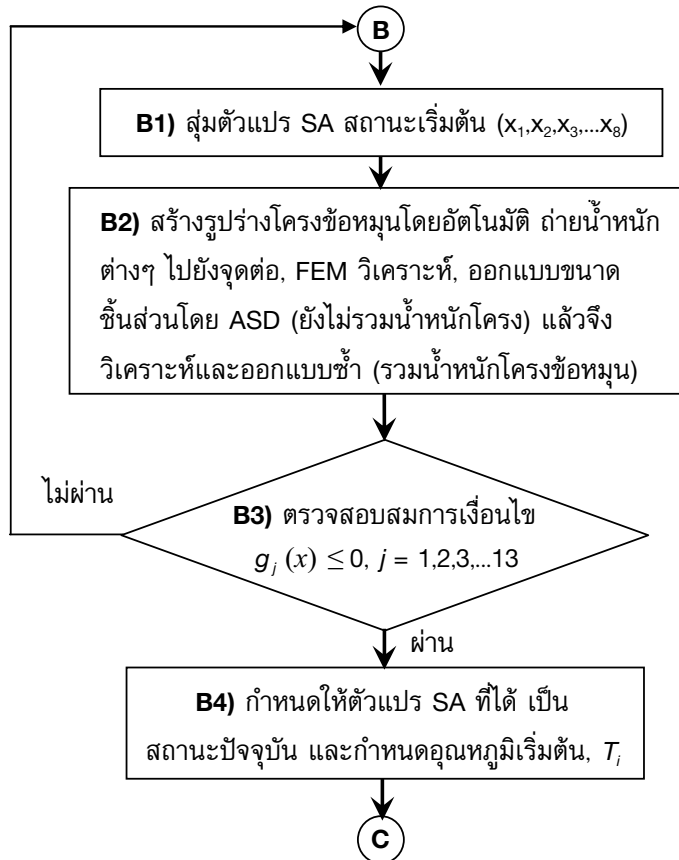 B
B1) สุ่มตัวแปร SA สถานะเริ่มต้น (x₁,x₂,x₃,...x₈)
B2) สร้างรูปร่างโครงข้อหมุนโดยอัตโนมัติ ถ่ายน้ำหนัก
ต่างๆ ไปยังจุดต่อ, FEM วิเคราะห์, ออกแบบขนาด
ชิ้นส่วนโดย ASD (ยังไม่รวมน้ำหนักโครง) แล้วจึง
วิเคราะห์และออกแบบซ้ำ (รวมน้ำหนักโครงข้อหมุน)
ไม่ผ่าน
B3) ตรวจสอบสมการเงื่อนไข
gⱼ (x) ≤ 0, j = 1,2,3,...13
ผ่าน
B4) กำหนดให้ตัวแปร SA ที่ได้ เป็น
สถานะปัจจุบัน และกำหนดอุณหภูมิเริ่มต้น, Tᵢ
C